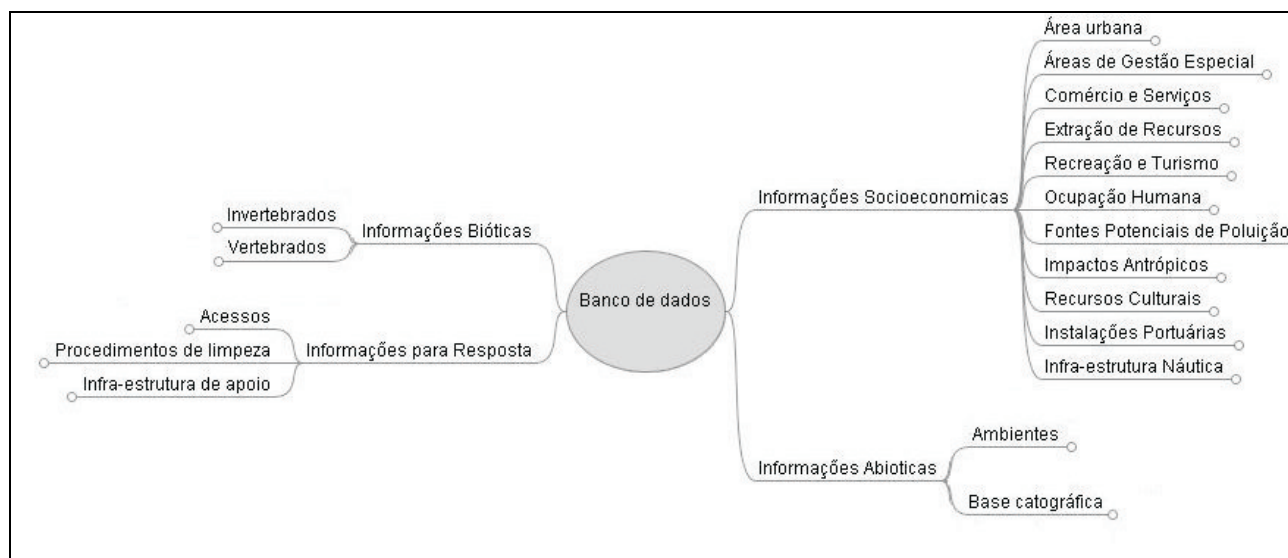 Área urbana
Áreas de Gestão Especial
Comércio e Serviços
Extração de Recursos
Recreação e Turismo
Informações Socioeconomicas
Ocupação Humana
Fontes Potenciais de Poluição
Impactos Antrópicos
Recursos Culturais
Instalações Portuárias
Infra-estrutura Náutica
Invertebrados
Informações Bióticas
Vertebrados
Banco de dados
Acessos
Procedimentos de limpeza
Informações para Resposta
Infra-estrutura de apoio
Ambientes
Informações Abioticas
Base catográfica